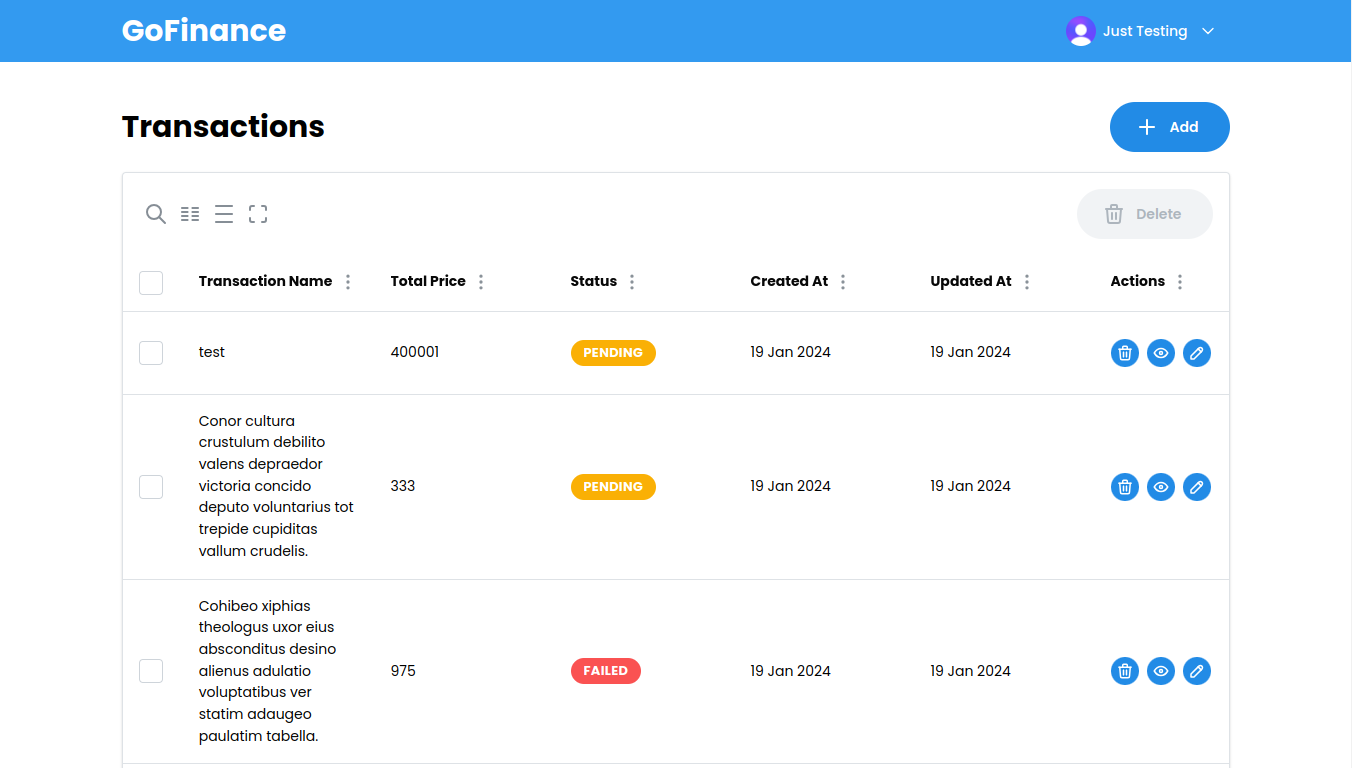 GoFinance
Just Testing
Transactions
Add
Delete
Transaction Name Total Price Status Created At Updated At Actions
test 400001 PENDING 19 Jan 2024 19 Jan 2024
Conor cultura
crustulum debilito
valens depraedor
victoria concido
deputo voluntarius tot
trepide cupiditas
vallum crudelis.
333 PENDING 19 Jan 2024 19 Jan 2024
Cohibeo xiphias
theologus uxor eius
absconditus desino
alienus adulatio
voluptatibus ver
statim adaugeo
paulatim tabella.
975 FAILED 19 Jan 2024 19 Jan 2024